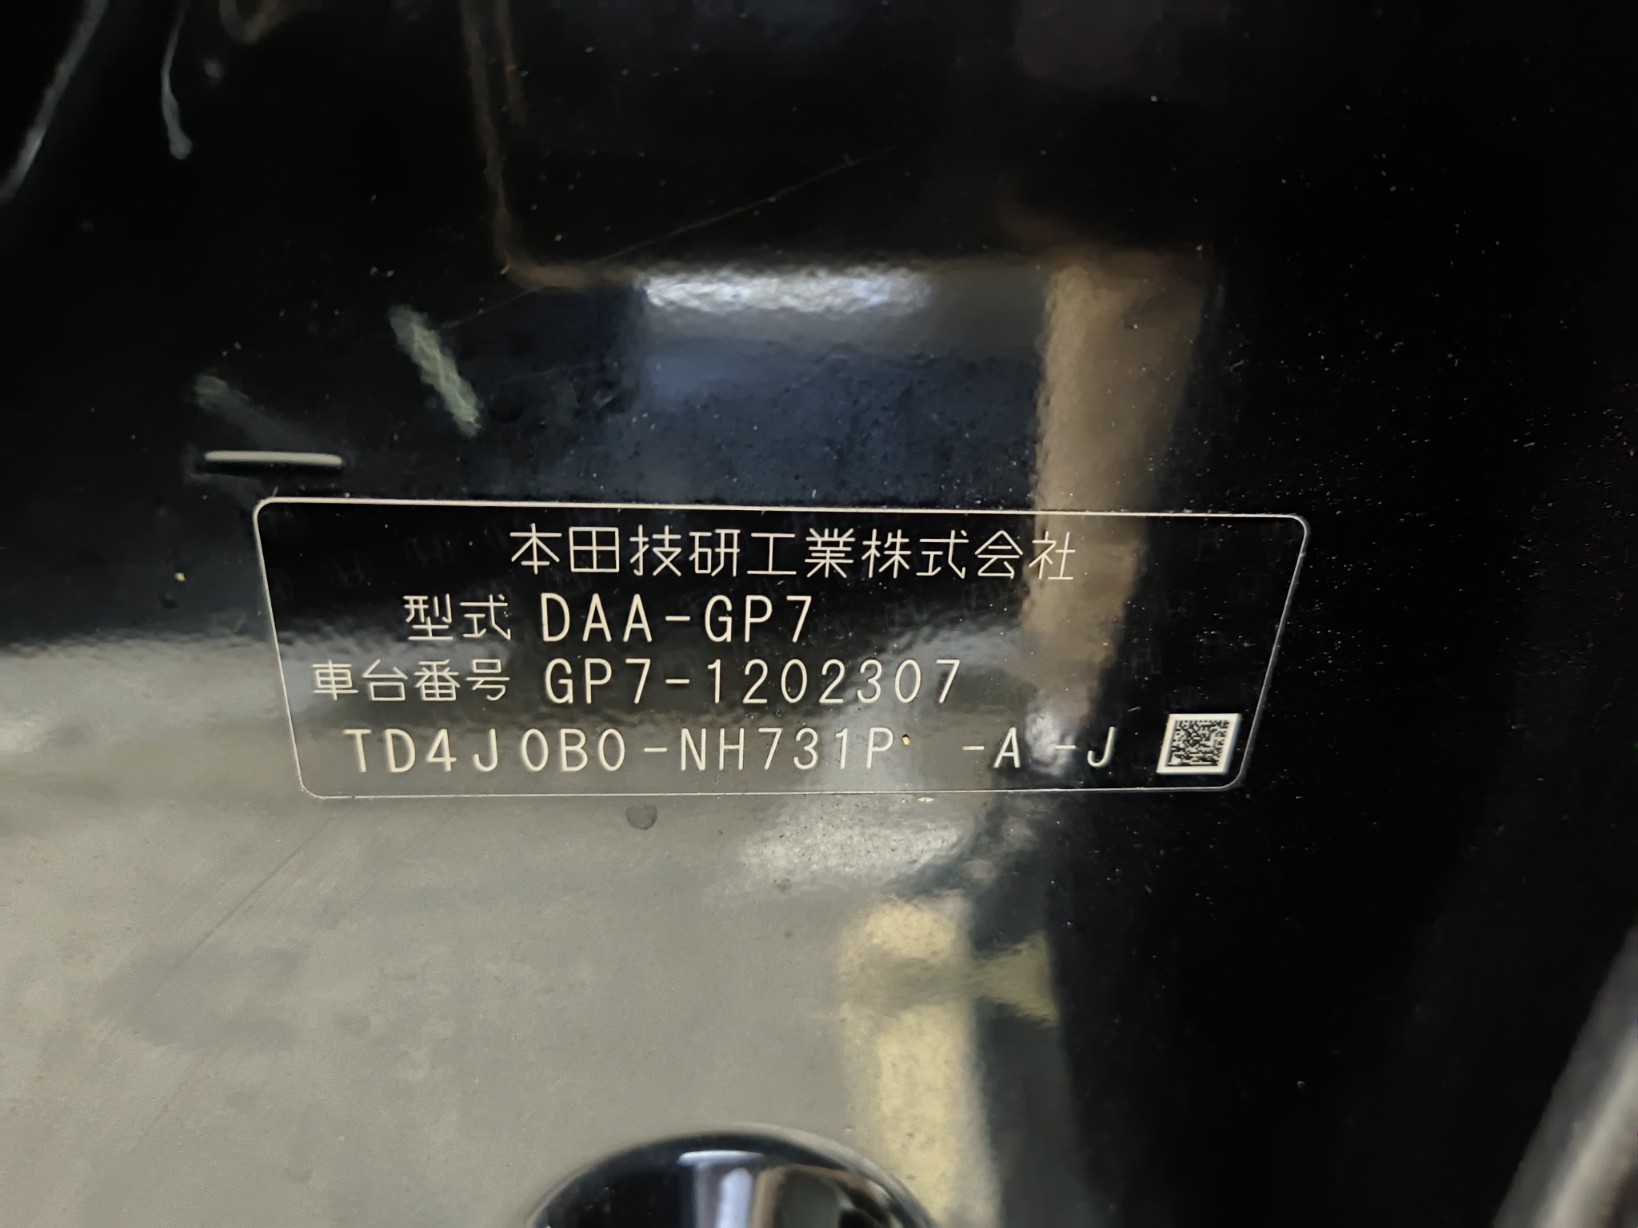 本田技研工業株式会社
型式 DAA-GP7
車台番号 GP7-1202307
TD4J0B0-NH731P -A -J